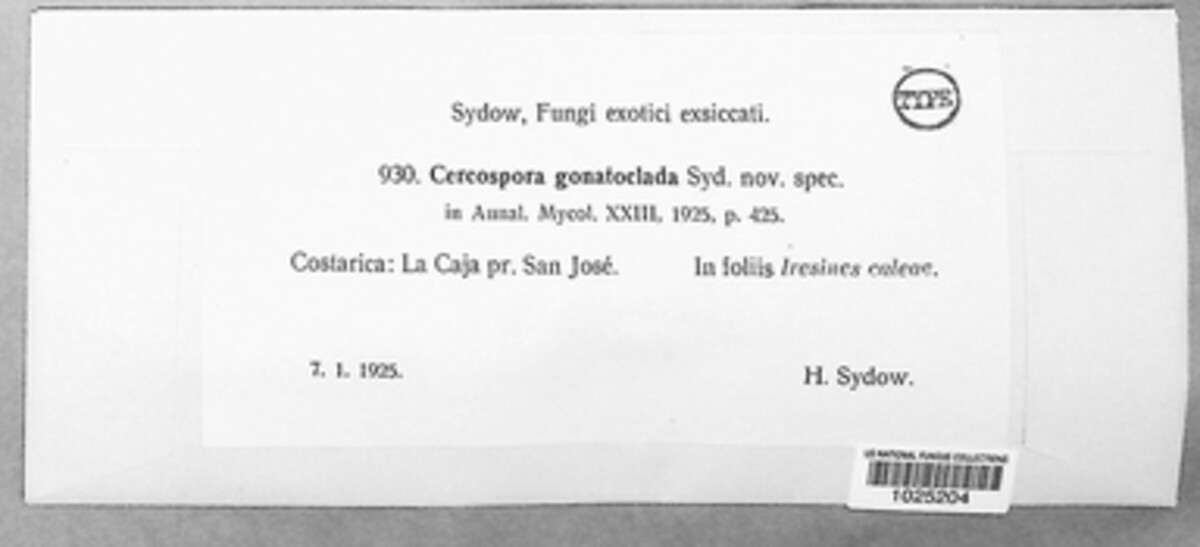 TYPE
Sydow, Fungi exotici exsiccati.
930. Cercospora gonatoclada Syd. nov. spec.
in Annal. Mycol. XXIII, 1925, p. 425.
Costarica: La Caja pr. San José. In foliis Iresines caleae.
7. 1. 1925. H. Sydow.
US NATIONAL FUNGUS COLLECTIONS
1025204